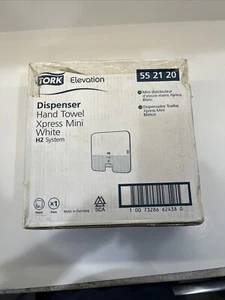 TORK Elevation
55 21 20
Dispenser
Hand Towel
Xpress Mini
White
H2 System
Mini distributeur
d'essuie-mains Xpress
Blanc
Dispensador Toallas
Xpress Mini
Blanco
x1
Made in Germany
SCA
1 00 73286 62438 0